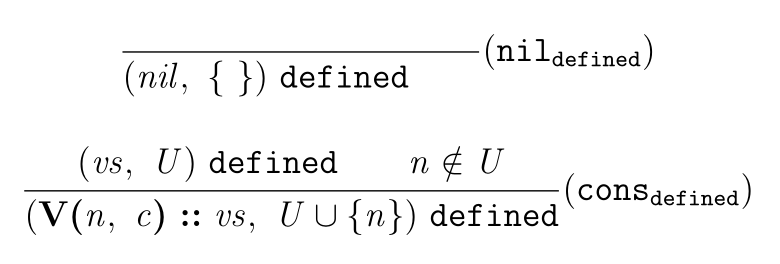 (nil_defined)
(nil, { }) defined
(vs, U) defined n ∉ U
(cons_defined)
(V(n, c) :: vs, U ∪ {n}) defined